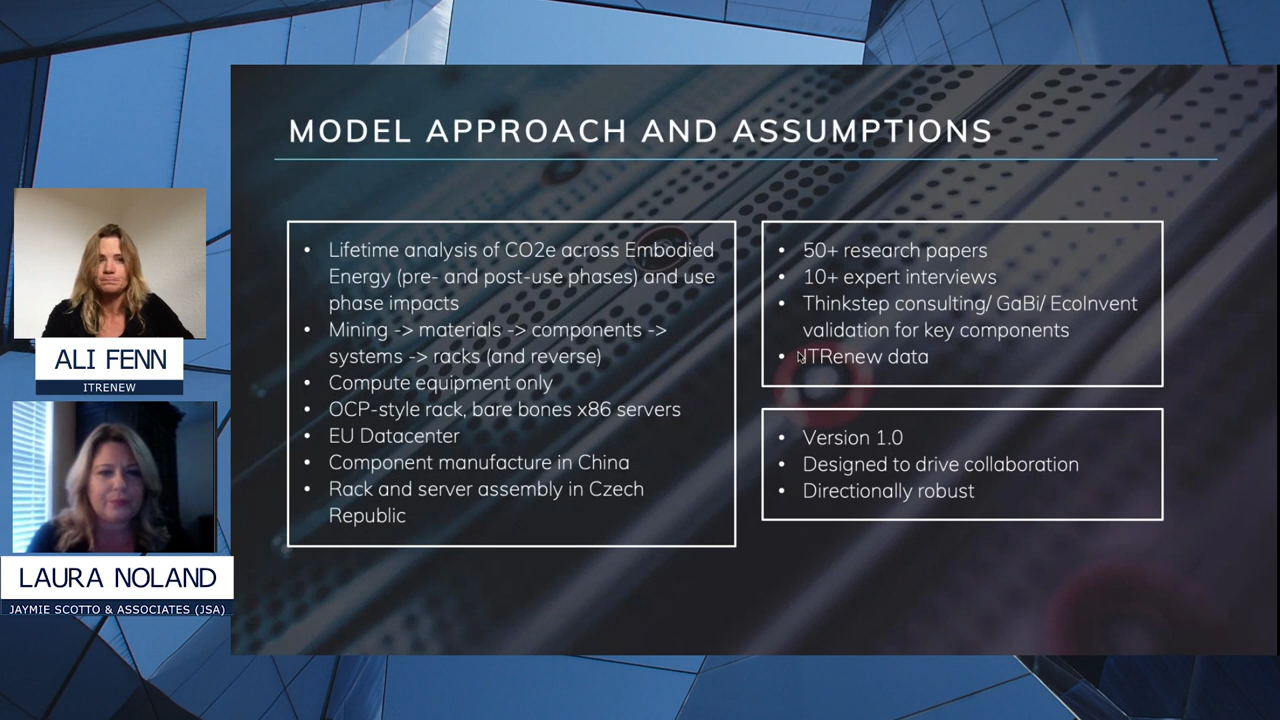 MODEL APPROACH AND ASSUMPTIONS
• Lifetime analysis of CO2e across Embodied
Energy (pre- and post-use phases) and use
phase impacts
• Mining -> materials -> components ->
systems -> racks (and reverse)
• Compute equipment only
• OCP-style rack, bare bones x86 servers
• EU Datacenter
• Component manufacture in China
• Rack and server assembly in Czech
Republic
• 50+ research papers
• 10+ expert interviews
• Thinkstep consulting/ GaBi/ EcoInvent
validation for key components
• ITRenew data
• Version 1.0
• Designed to drive collaboration
• Directionally robust
ALI FENN
ITRENEW
LAURA NOLAND
JAYMIE SCOTTO & ASSOCIATES (JSA)